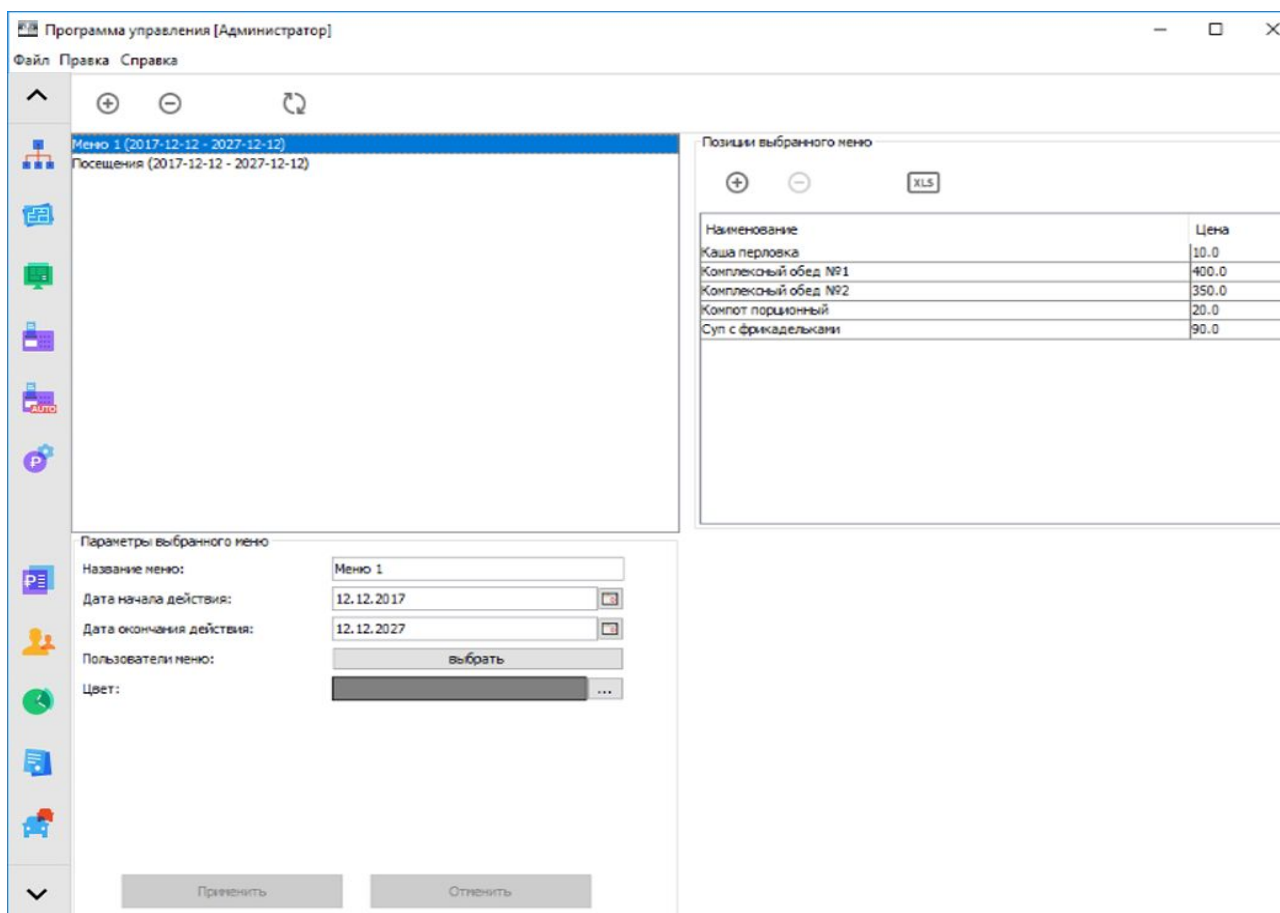 Программа управления [Администратор]
Файл Правка Справка
Меню 1 (2017-12-12 - 2027-12-12)
Посещения (2017-12-12 - 2027-12-12)
Позиции выбранного меню
XLS
Наименование Цена
Каша перловка 10.0
Комплексный обед №1 400.0
Комплексный обед №2 350.0
Компот порционный 20.0
Суп с фрикадельками 90.0
AUTO
Параметры выбранного меню
Название меню: Меню 1
Дата начала действия: 12.12.2017
Дата окончания действия: 12.12.2027
Пользователи меню: выбрать
Цвет: ...
Применить Отменить